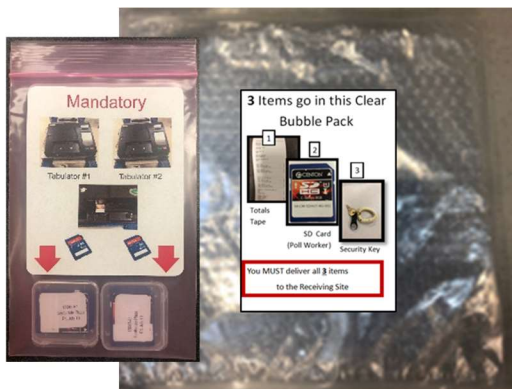 Mandatory
Tabulator #1
Tabulator #2
3 Items go in this Clear
Bubble Pack
1
2
3
CENTON
Totals
Tape
SD Card
(Poll Worker)
Security Key
You MUST deliver all 3 items
to the Receiving Site